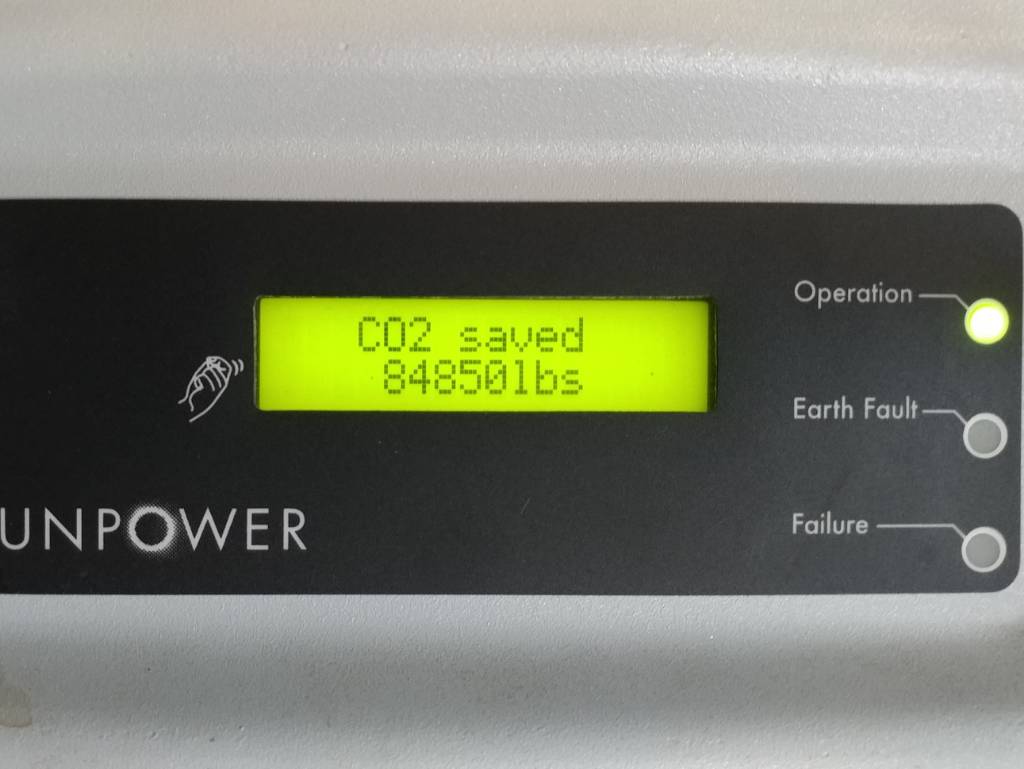 CO2 saved
84850lbs
Operation
Earth Fault
Failure
UNPOWER